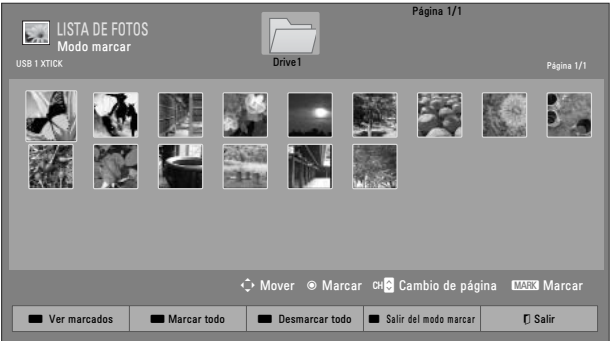 Página 1/1
LISTA DE FOTOS
Modo marcar
USB 1 XTICK
Drive1
Página 1/1
Mover Marcar CH Cambio de página MARK Marcar
Ver marcados Marcar todo Desmarcar todo Salir del modo marcar Salir